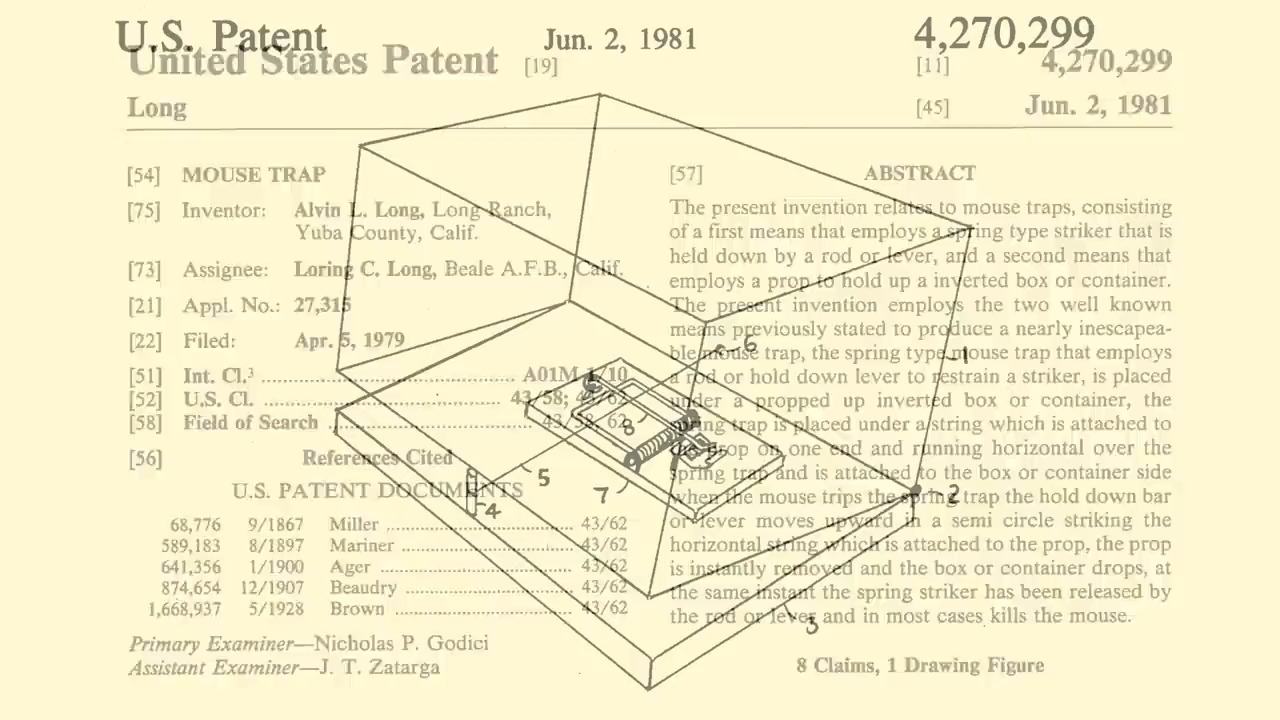 U.S. Patent Jun. 2, 1981 4,270,299
United States Patent [19] [11] 4,270,299
Long [45] Jun. 2, 1981
[54] MOUSE TRAP
[75] Inventor: Alvin L. Long, Long Ranch,
Yuba County, Calif.
[73] Assignee: Loring C. Long, Beale A.F.B., Calif.
[21] Appl. No.: 27,315
[22] Filed: Apr. 5, 1979
[51] Int. Cl.³ ........................................ A01M 1/10
[52] U.S. Cl. ........................................ 43/58; 43/62
[58] Field of Search ........................ 43/58, 62
[56] References Cited
U.S. PATENT DOCUMENTS
68,776 9/1867 Miller ........................................ 43/62
589,183 8/1897 Mariner ........................................ 43/62
641,356 1/1900 Ager ........................................ 43/62
874,654 12/1907 Beaudry ........................................ 43/62
1,668,937 5/1928 Brown ........................................ 43/62
Primary Examiner—Nicholas P. Godici
Assistant Examiner—J. T. Zatarga
[57] ABSTRACT
The present invention relates to mouse traps, consisting
of a first means that employs a spring type striker that is
held down by a rod or lever, and a second means that
employs a prop to hold up a inverted box or container.
The present invention employs the two well known
means previously stated to produce a nearly inescapea-
ble mouse trap, the spring type mouse trap that employs
a rod or hold down lever to restrain a striker, is placed
under a propped up inverted box or container, the
spring trap is placed under a string which is attached to
the prop on one end and running horizontal over the
spring trap and is attached to the box or container side
when the mouse trips the spring trap the hold down bar
or lever moves upward in a semi circle striking the
horizontal string which is attached to the prop, the prop
is instantly removed and the box or container drops, at
the same instant the spring striker has been released by
the rod or lever and in most cases kills the mouse.
8 Claims, 1 Drawing Figure
6
1
8
5
7
4
2
3